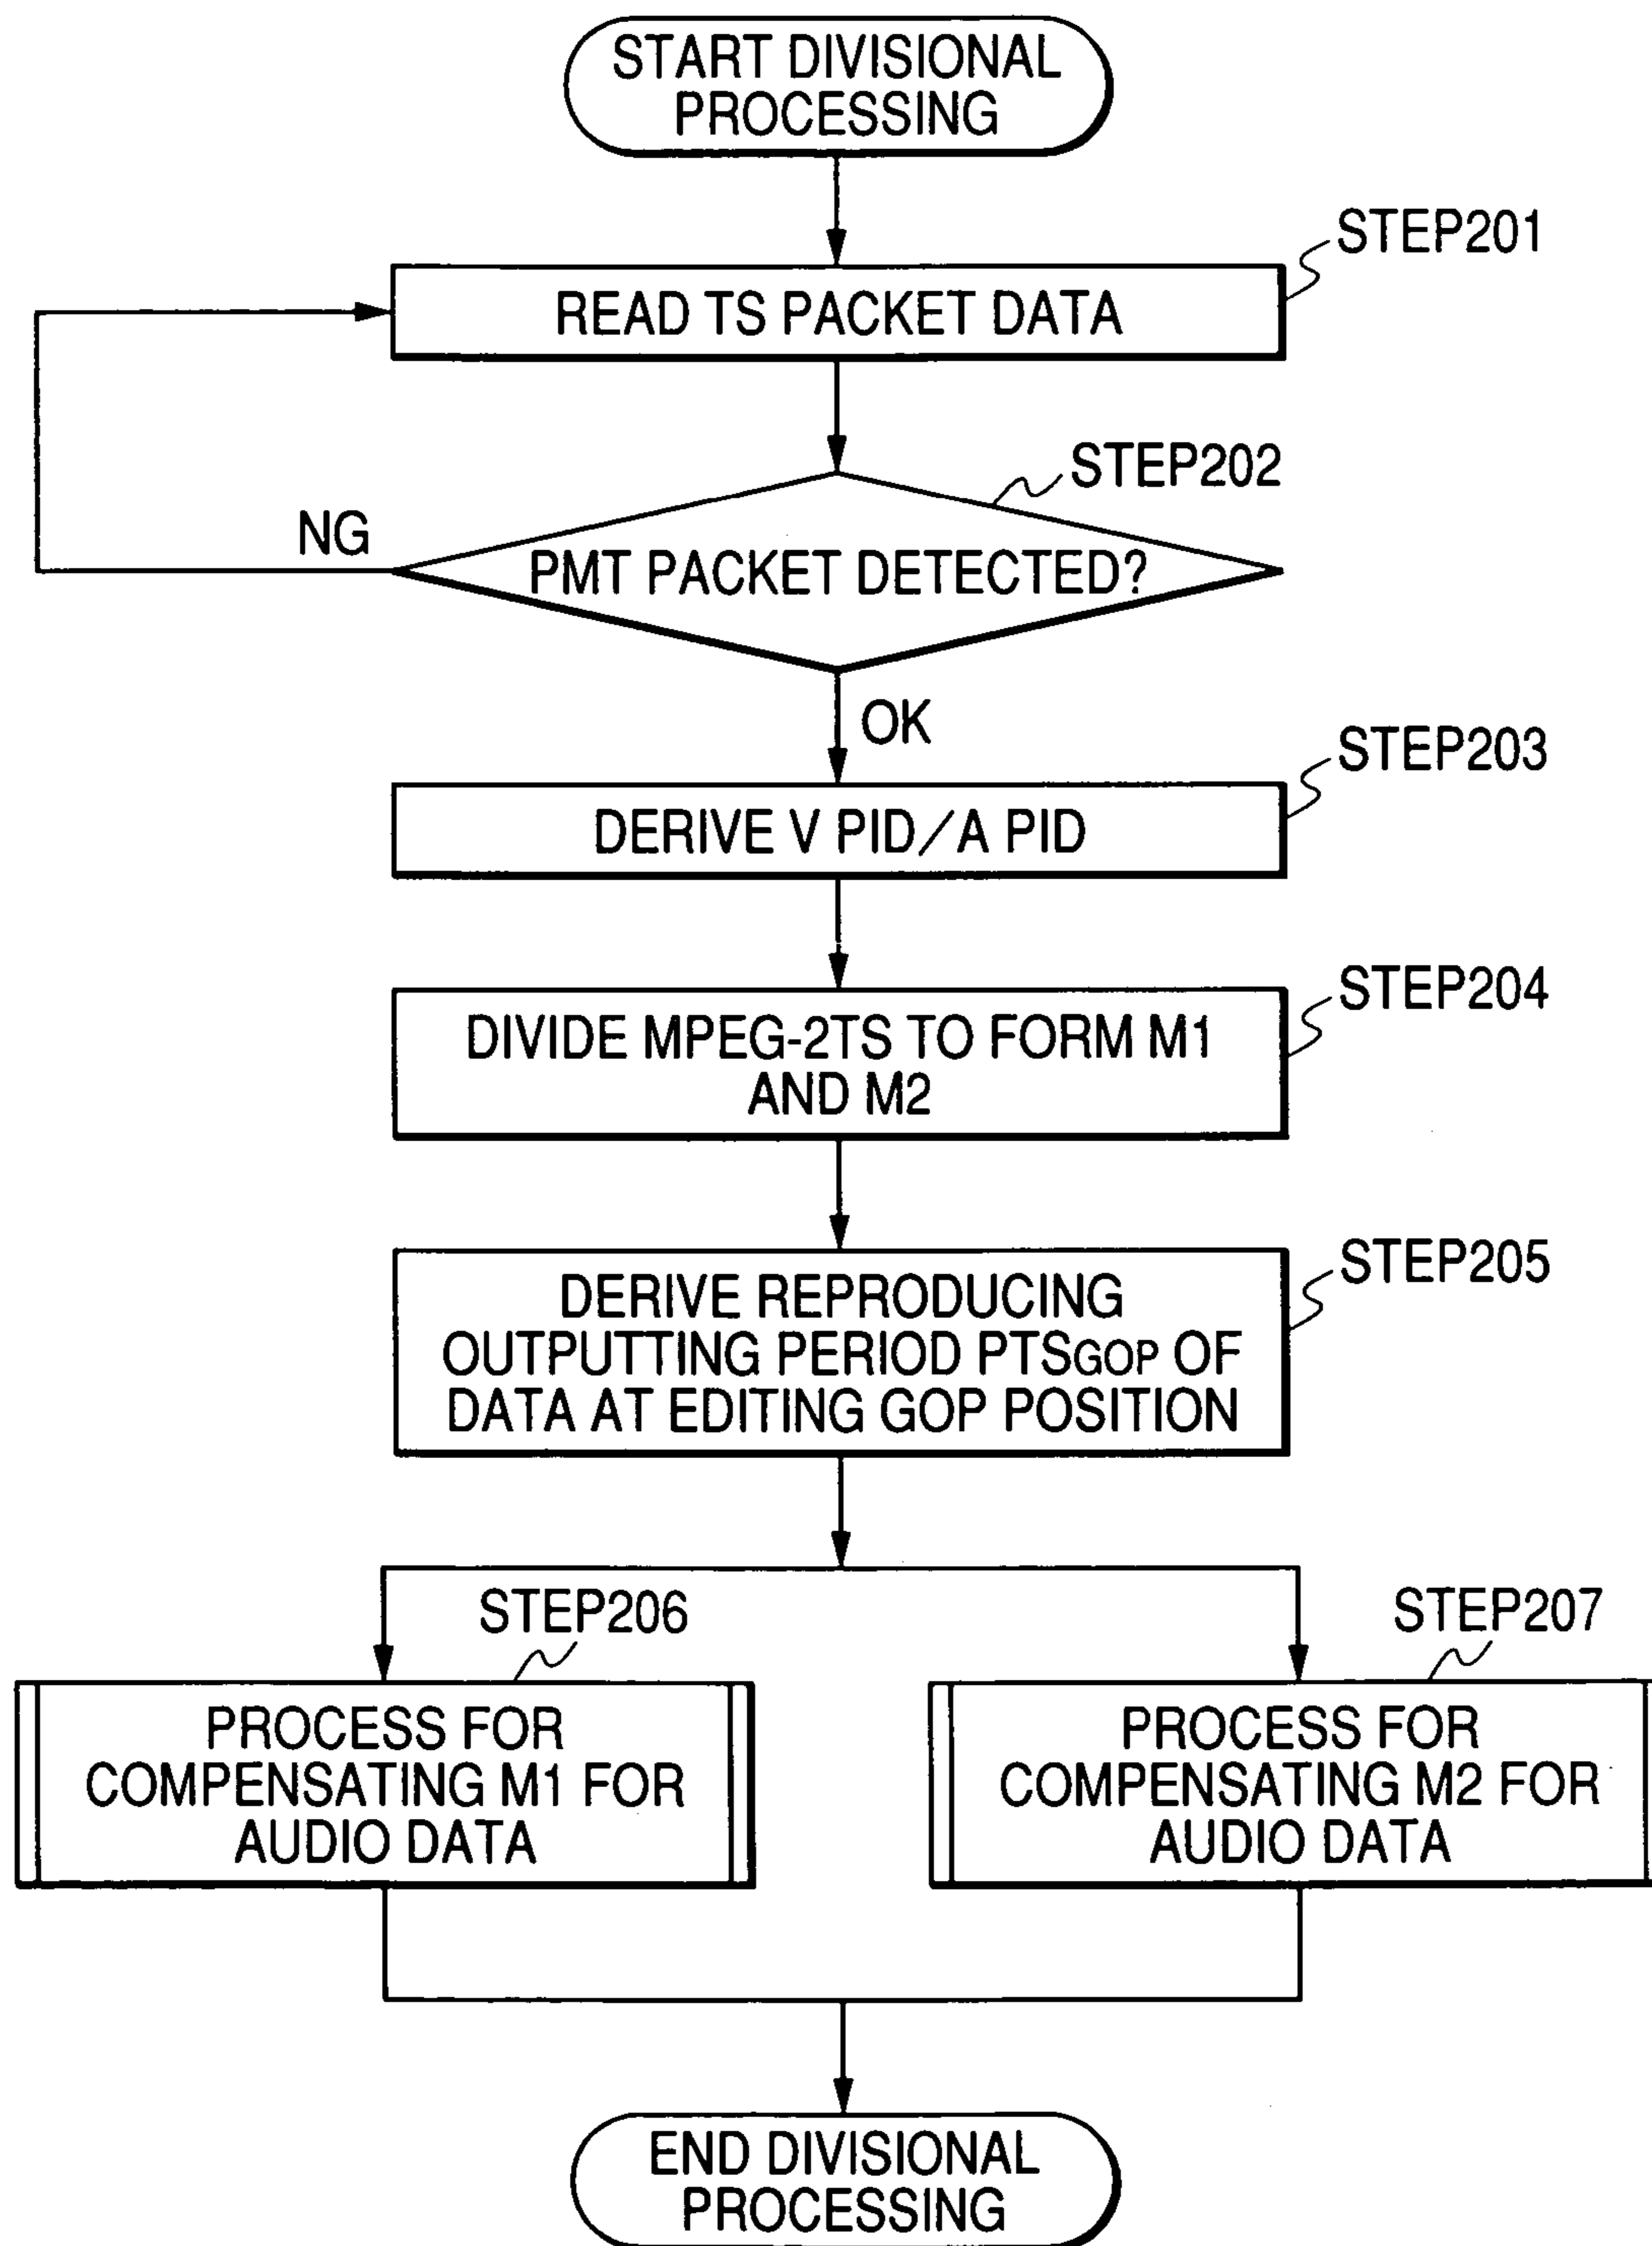 START DIVISIONAL
PROCESSING
STEP201
READ TS PACKET DATA
STEP202
NG
PMT PACKET DETECTED?
OK
STEP203
DERIVE V PID/A PID
STEP204
DIVIDE MPEG-2TS TO FORM M1
AND M2
STEP205
DERIVE REPRODUCING
OUTPUTTING PERIOD PTSGOP OF
DATA AT EDITING GOP POSITION
STEP206
PROCESS FOR
COMPENSATING M1 FOR
AUDIO DATA
STEP207
PROCESS FOR
COMPENSATING M2 FOR
AUDIO DATA
END DIVISIONAL
PROCESSING